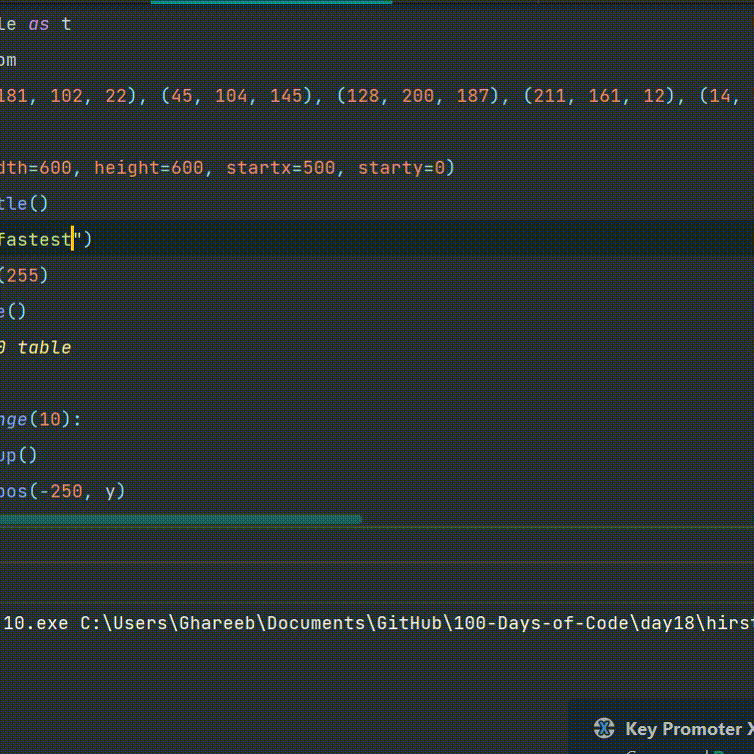 le as t
om
181, 102, 22), (45, 104, 145), (128, 200, 187), (211, 161, 12), (14,
dth=600, height=600, startx=500, starty=0)
tle()
fastest")
(255)
e()
0 table
nge(10):
up()
pos(-250, y)
10.exe C:\Users\Ghareeb\Documents\GitHub\100-Days-of-Code\day18\hirst
Key Promoter X